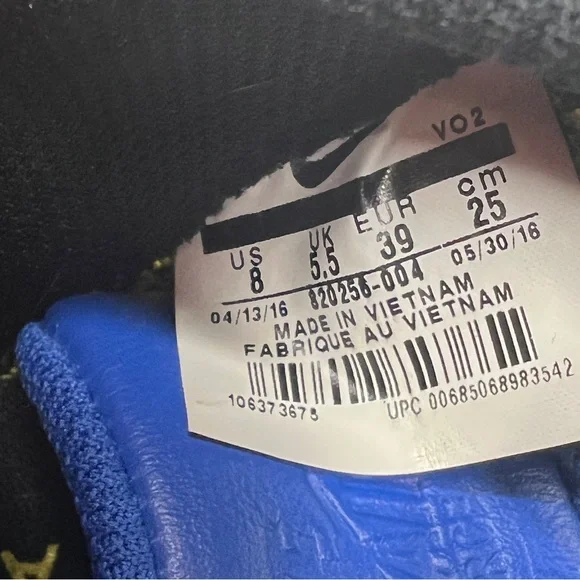 VO2
US UK EUR cm
8 5.5 39 25
04/13/16 820256-004 05/30/16
MADE IN VIETNAM
FABRIQUE AU VIETNAM
106373675 UPC 00685068983542
A